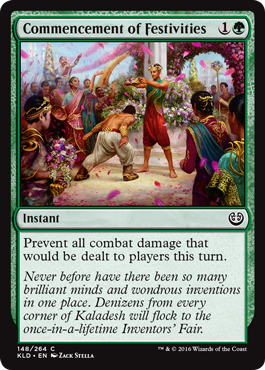 Commencement of Festivities 1
Instant
Prevent all combat damage that
would be dealt to players this turn.
Never before have there been so many
brilliant minds and wondrous inventions
in one place. Denizens from every
corner of Kaladesh will flock to the
once-in-a-lifetime Inventors' Fair.
148/264 C
KLD • EN Zack Stella
™ & © 2016 Wizards of the Coast